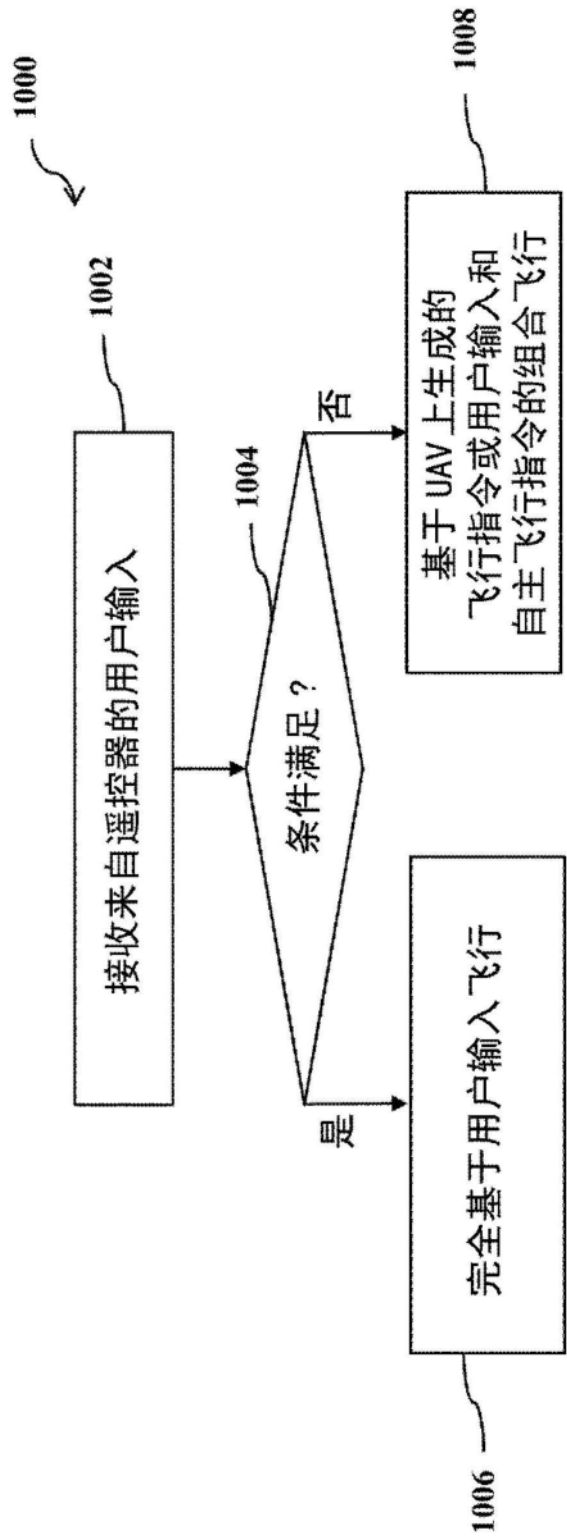 1000
1002
接收来自遥控器的用户输入
1004
条件满足？
是
否
1006
完全基于用户输入飞行
1008
基于 UAV 上生成的
飞行指令或用户输入和
自主飞行指令的组合飞行